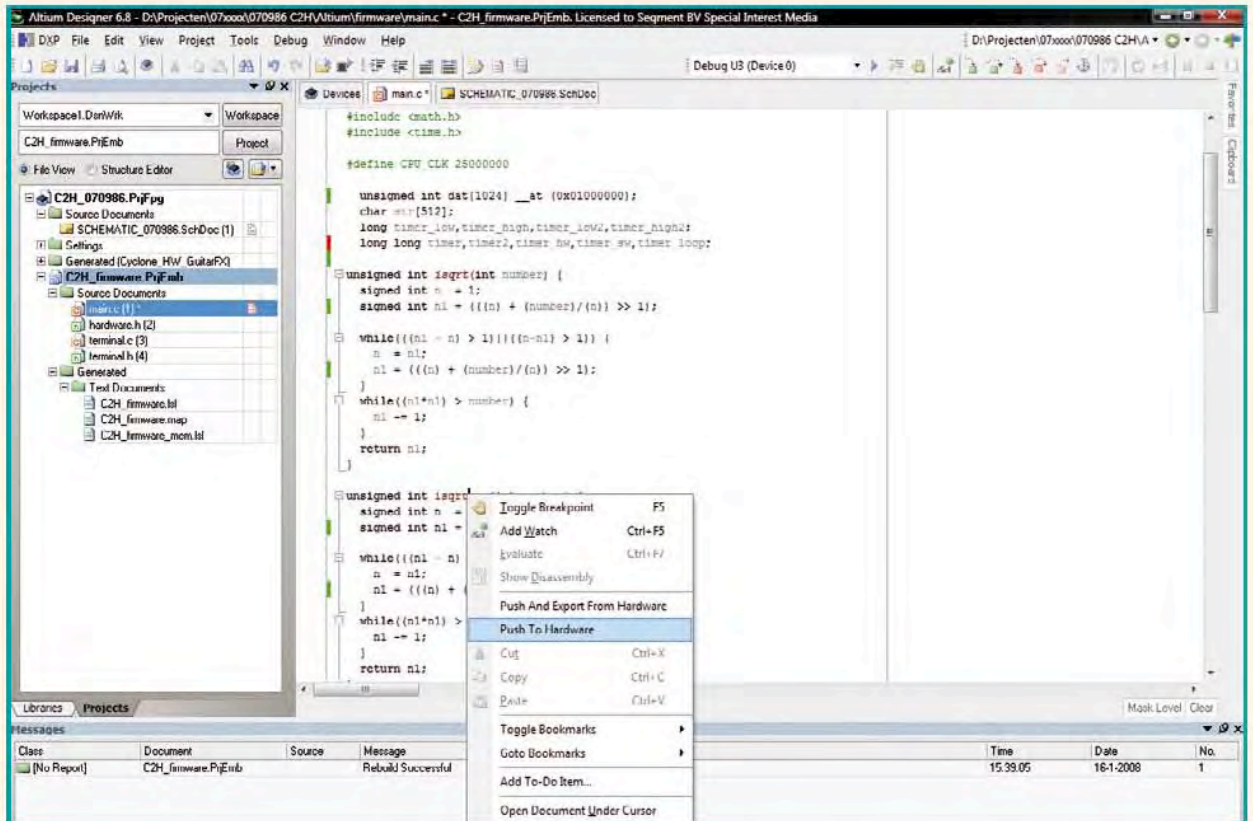 Altium Designer 6.8 - D:\Projecten\07xxxx\070986 C2H\Altium\firmware\main.c * - C2H_firmware.PrjEmb. Licensed to Segment BV Special Interest Media
DXP File Edit View Project Tools Debug Window Help
D:\Projecten\07xxxx\070986 C2H\A
Debug U3 (Device 0)
Projects
Devices main.c * SCHEMATIC_070986.SchDoc
Workspace1.DsnWrk Workspace
C2H_firmware.PrjEmb Project
File View Structure Editor
C2H_070986.PrjFpg
Source Documents
SCHEMATIC_070986.SchDoc (1)
Settings
Generated (Cyclone_HW_GuitarFX)
C2H_firmware.PrjEmb
Source Documents
main.c (1) *
hardware.h (2)
terminal.c (3)
terminal.h (4)
Generated
Text Documents
C2H_firmware.lsl
C2H_firmware.map
C2H_firmware_mem.lsl
Libraries Projects
#include <math.h>
#include <time.h>
#define CPU_CLK 25000000
unsigned int dat[1024] __at (0x01000000);
char str[512];
long timer_low,timer_high,timer_low2,timer_high2;
long long timer,timer2,timer_hw,timer_sw,timer_loop;
unsigned int isqrt(int number) {
signed int n = 1;
signed int n1 = (((n) + (number)/(n)) >> 1);
while(((n1 - n) > 1)||((n-n1) > 1)) {
n = n1;
n1 = (((n) + (number)/(n)) >> 1);
}
while((n1*n1) > number) {
n1 -= 1;
}
return n1;
}
unsigned int isqrt
signed int n =
signed int n1 =
while(((n1 - n)
n = n1;
n1 = (((n) + (
}
while((n1*n1) >
n1 -= 1;
}
return n1;
Toggle Breakpoint F5
Add Watch Ctrl+F5
Evaluate Ctrl+F7
Show Disassembly
Push And Export From Hardware
Push To Hardware
Cut Ctrl+X
Copy Ctrl+C
Paste Ctrl+V
Toggle Bookmarks
Goto Bookmarks
Add To-Do Item...
Open Document Under Cursor
Favorites
Clipboard
Mask Level Clear
Messages
Class Document Source Message Time Date No.
[No Report] C2H_firmware.PrjEmb Rebuild Successful 15:39:05 16-1-2008 1